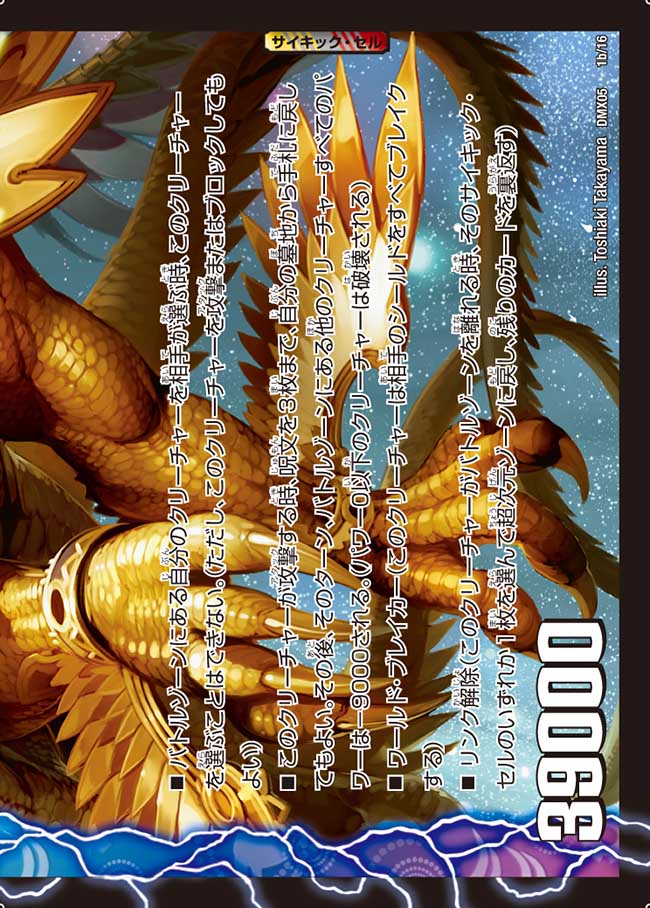 サイキック・セル
■ バトルゾーンにある自分のクリーチャーを相手が選ぶ時、このクリーチャー
を選ぶことはできない。(ただし、このクリーチャーを攻撃またはブロックしても
よい)
■ このクリーチャーが攻撃する時、呪文を3枚まで、自分の墓地から手札に戻し
てもよい。その後、そのターン、バトルゾーンにある他のクリーチャーすべてのパ
ワーは-9000される。(パワー0以下のクリーチャーは破壊される)
■ ワールド・ブレイカー(このクリーチャーは相手のシールドをすべてブレイク
する)
■ リンク解除(このクリーチャーがバトルゾーンを離れる時、そのサイキック・
セルのいずれか1枚を選んで超次元ゾーンに戻し、残りのカードを裏返す)
39000
illus. Toshiaki Takayama DMX05 1b/16